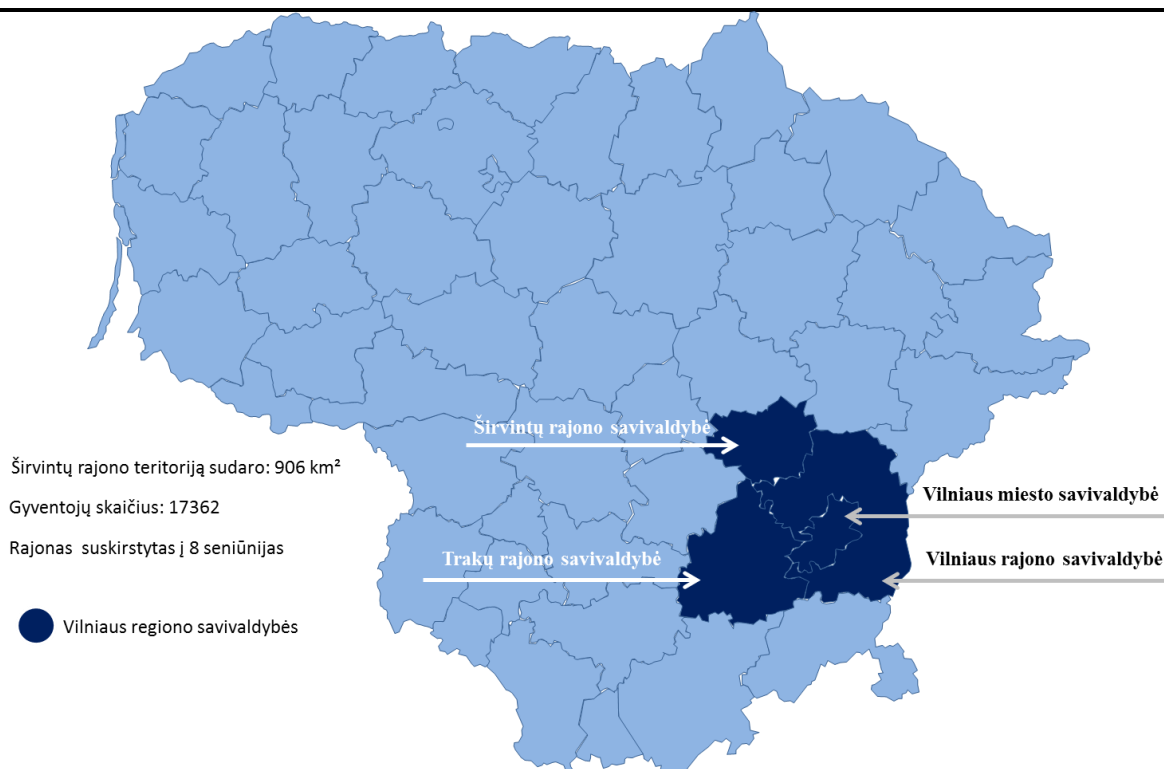 Širvintų rajono savivaldybė
Širvintų rajono teritoriją sudaro: 906 km²
Vilniaus miesto savivaldybė
Gyventojų skaičius: 17362
Rajonas  suskirstytas į 8 seniūnijas
Trakų rajono savivaldybė
Vilniaus rajono savivaldybė
Vilniaus regiono savivaldybės